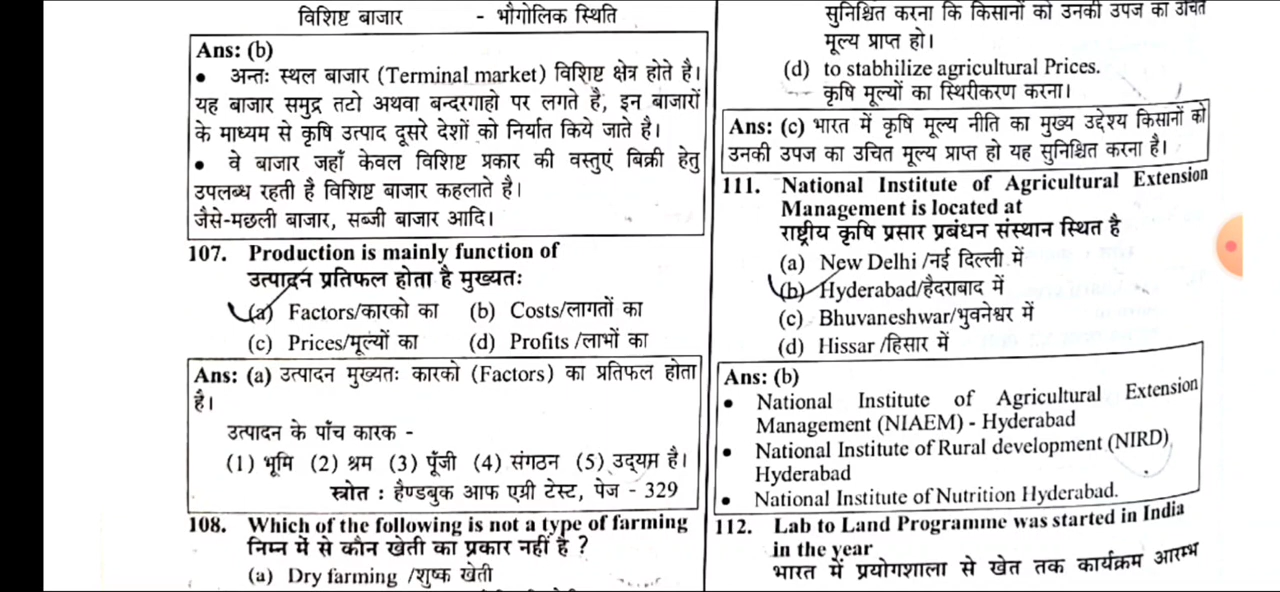 विशिष्ट बाजार - भौगोलिक स्थिति
Ans: (b)
• अन्तः स्थल बाजार (Terminal market) विशिष्ट क्षेत्र होते है।
यह बाजार समुद्र तटो अथवा बन्दरगाहो पर लगते है, इन बाजारों
के माध्यम से कृषि उत्पाद दूसरे देशों को निर्यात किये जाते है।
• वे बाजार जहाँ केवल विशिष्ट प्रकार की वस्तुएं बिक्री हेतु
उपलब्ध रहती है विशिष्ट बाजार कहलाते है।
जैसे-मछली बाजार, सब्जी बाजार आदि।
107. Production is mainly function of
उत्पादन प्रतिफल होता है मुख्यतः
(a) Factors/कारको का (b) Costs/लागतों का
(c) Prices/मूल्यों का (d) Profits /लाभों का
Ans: (a) उत्पादन मुख्यतः कारको (Factors) का प्रतिफल होता
है।
उत्पादन के पाँच कारक -
(1) भूमि (2) श्रम (3) पूँजी (4) संगठन (5) उद्यम है।
स्त्रोत : हैण्डबुक आफ एग्री टेस्ट, पेज - 329
108. Which of the following is not a type of farming
निम्न में से कौन खेती का प्रकार नहीं है ?
(a) Dry farming /शुष्क खेती
सुनिश्चित करना कि किसानों को उनकी उपज का उचित
मूल्य प्राप्त हो।
(d) to stabhilize agricultural Prices.
कृषि मूल्यों का स्थिरीकरण करना।
Ans: (c) भारत में कृषि मूल्य नीति का मुख्य उद्देश्य किसानों को
उनकी उपज का उचित मूल्य प्राप्त हो यह सुनिश्चित करना है।
111. National Institute of Agricultural Extension
Management is located at
राष्ट्रीय कृषि प्रसार प्रबंधन संस्थान स्थित है
(a) New Delhi /नई दिल्ली में
(b) Hyderabad/हैदराबाद में
(c) Bhuvaneshwar/भुवनेश्वर में
(d) Hissar /हिसार में
Ans: (b)
• National Institute of Agricultural Extension
Management (NIAEM) - Hyderabad
• National Institute of Rural development (NIRD)
Hyderabad
• National Institute of Nutrition Hyderabad.
112. Lab to Land Programme was started in India
in the year
भारत में प्रयोगशाला से खेत तक कार्यक्रम आरम्भ